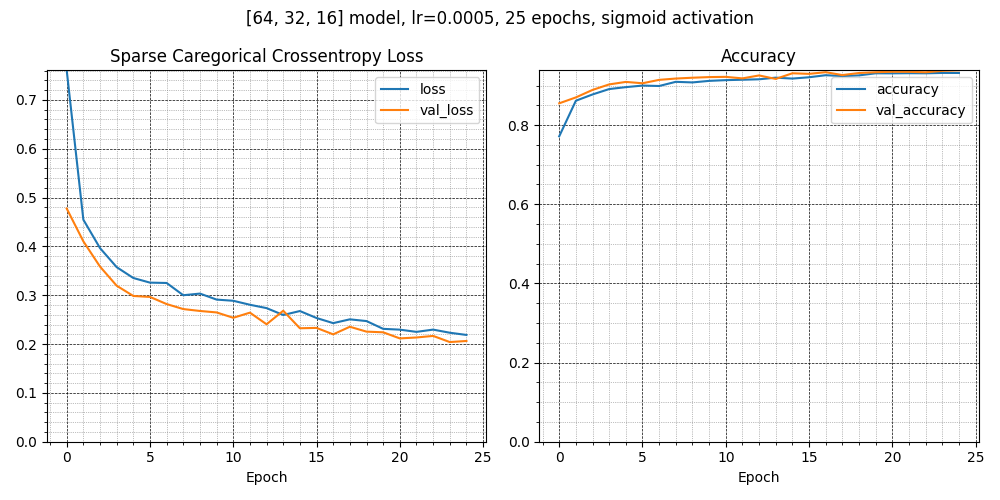 [64, 32, 16] model, lr=0.0005, 25 epochs, sigmoid activation
Sparse Caregorical Crossentropy Loss
0.7
0.6
0.5
0.4
0.3
0.2
0.1
0.0
loss
val_loss
0 5 10 15 20 25
Epoch
Accuracy
0.8
0.6
0.4
0.2
0.0
accuracy
val_accuracy
0 5 10 15 20 25
Epoch